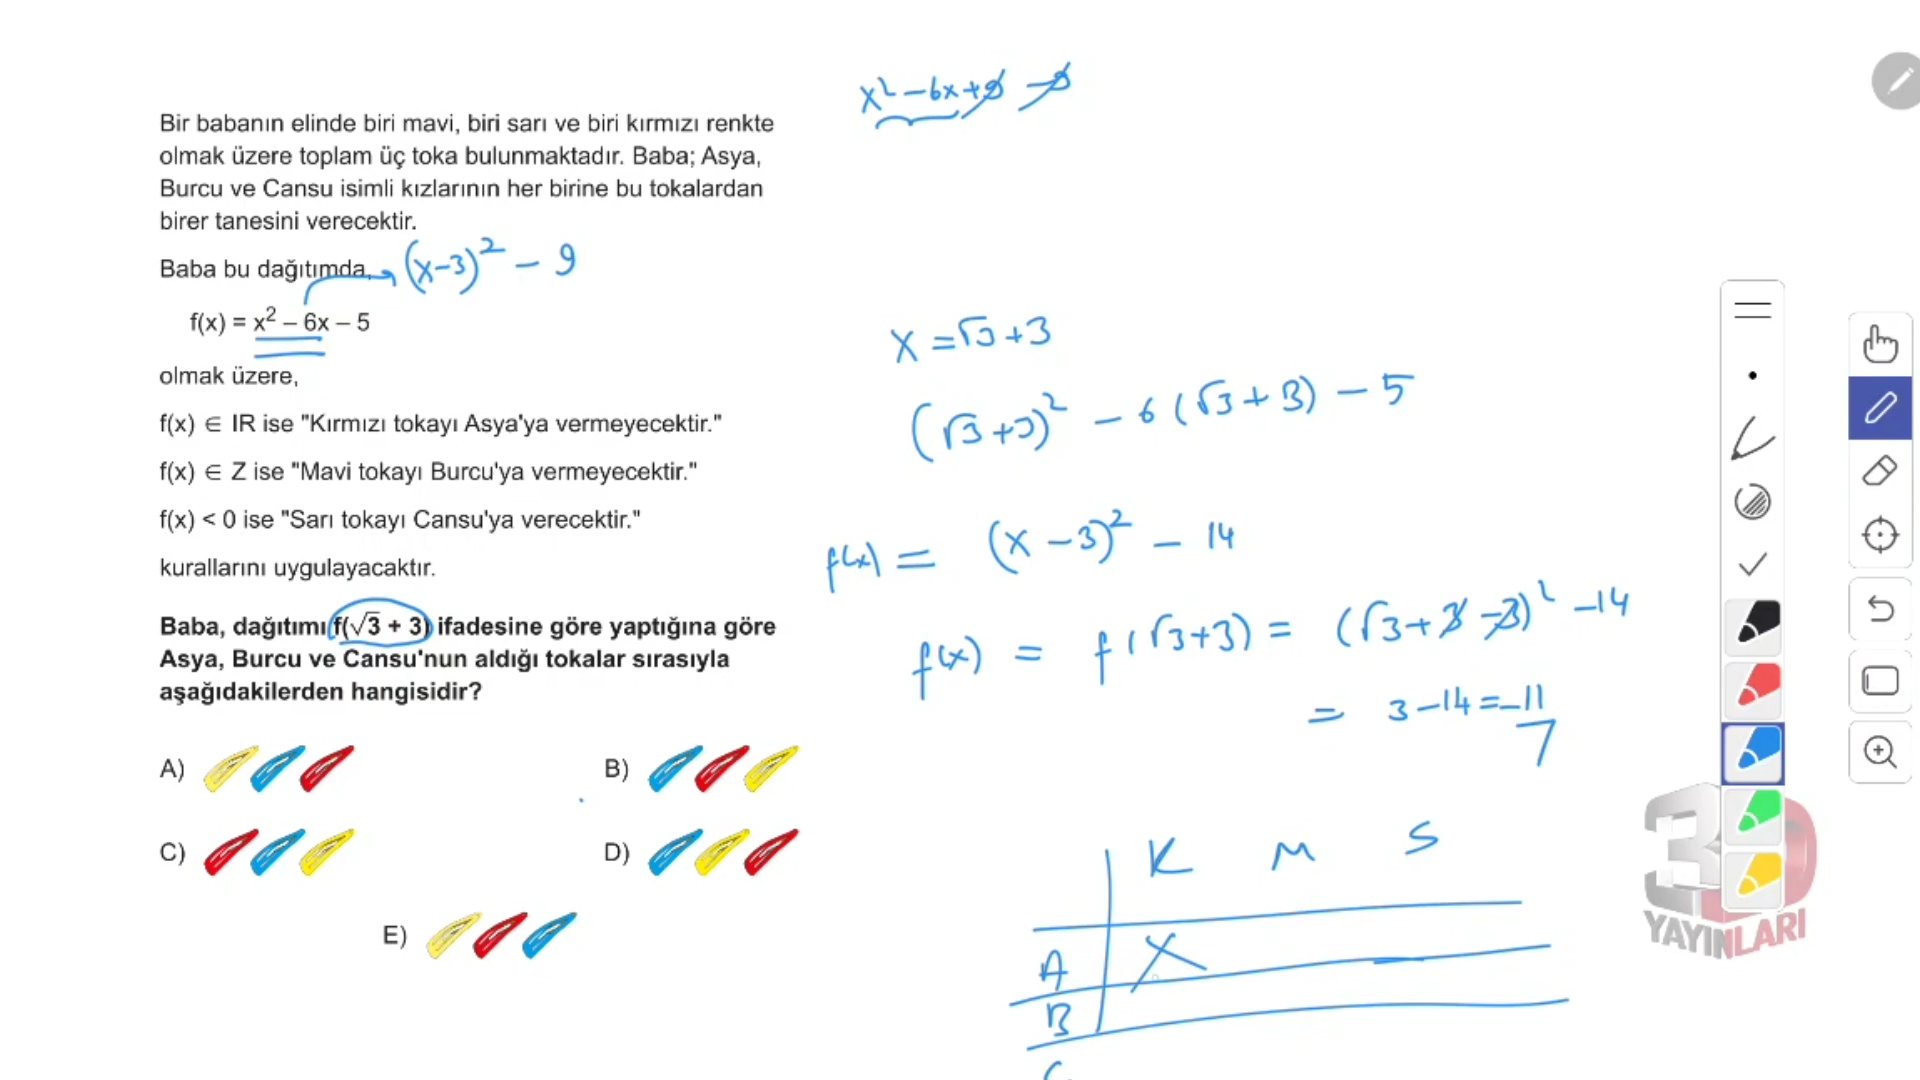 x² – 6x + 9 – 9
Bir babanın elinde biri mavi, biri sarı ve biri kırmızı renkte
olmak üzere toplam üç toka bulunmaktadır. Baba; Asya,
Burcu ve Cansu isimli kızlarının her birine bu tokalardan
birer tanesini verecektir.
Baba bu dağıtımda,
(x–3)² – 9
f(x) = x² – 6x – 5
olmak üzere,
f(x) ∈ IR ise "Kırmızı tokayı Asya'ya vermeyecektir."
f(x) ∈ Z ise "Mavi tokayı Burcu'ya vermeyecektir."
f(x) < 0 ise "Sarı tokayı Cansu'ya verecektir."
kurallarını uygulayacaktır.
Baba, dağıtımı f(√3 + 3) ifadesine göre yaptığına göre
Asya, Burcu ve Cansu'nun aldığı tokalar sırasıyla
aşağıdakilerden hangisidir?
A)
B)
C)
D)
E)
x = √3 + 3
(√3 + 3)² – 6 (√3 + 3) – 5
f(x) = (x – 3)² – 14
f(x) = f(√3+3) = (√3 + 3 – 3)² – 14
= 3 – 14 = –11
K M S
A X
B
3D
YAYINLARI